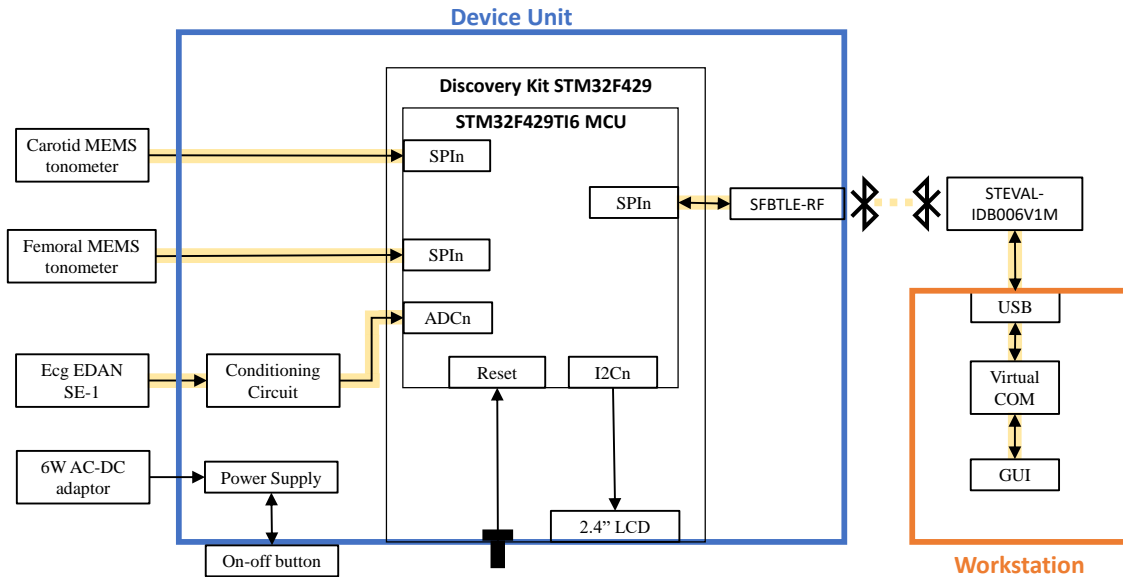 Device Unit
Discovery Kit STM32F429
STM32F429TI6 MCU
Carotid MEMS
tonometer
SPIn
SPIn
SFBTLE-RF
STEVAL-
IDB006V1M
Femoral MEMS
tonometer
SPIn
ADCn
USB
Ecg EDAN
SE-1
Conditioning
Circuit
Reset
I2Cn
Virtual
COM
6W AC-DC
adaptor
Power Supply
GUI
2.4” LCD
On-off button
Workstation